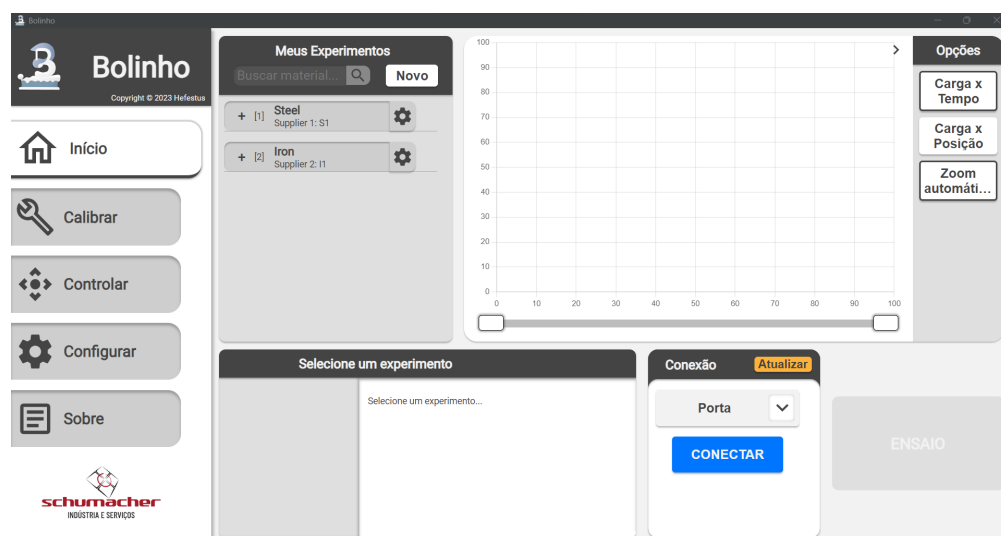 Bolinho
Bolinho
Copyright © 2023 Hefestus
Início
Calibrar
Controlar
Configurar
Sobre
schumacher
INDÚSTRIA E SERVIÇOS
Meus Experimentos
Buscar material...
Novo
+ [1] Steel
Supplier 1: S1
+ [2] Iron
Supplier 2: I1
100
90
80
70
60
50
40
30
20
10
0
0 10 20 30 40 50 60 70 80 90 100
Opções
Carga x
Tempo
Carga x
Posição
Zoom
automáti...
Selecione um experimento
Selecione um experimento...
Conexão
Atualizar
Porta
CONECTAR
ENSAIO